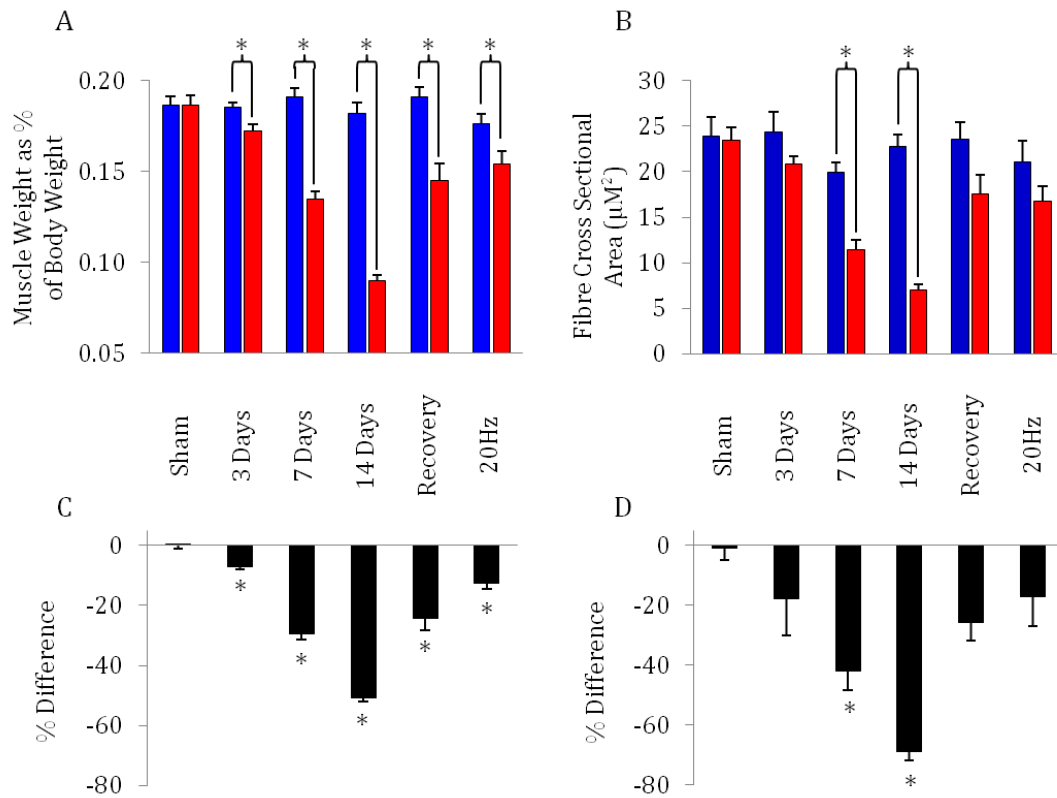 A
*
*
*
*
*
Muscle Weight as %
of Body Weight
0.20
0.15
0.10
0.05
Sham
3 Days
7 Days
14 Days
Recovery
20Hz
B
*
*
Fibre Cross Sectional
Area (μM²)
30
25
20
15
10
5
0
Sham
3 Days
7 Days
14 Days
Recovery
20Hz
C
% Difference
0
-20
-40
-60
-80
*
*
*
*
*
D
% Difference
0
-20
-40
-60
-80
*
*